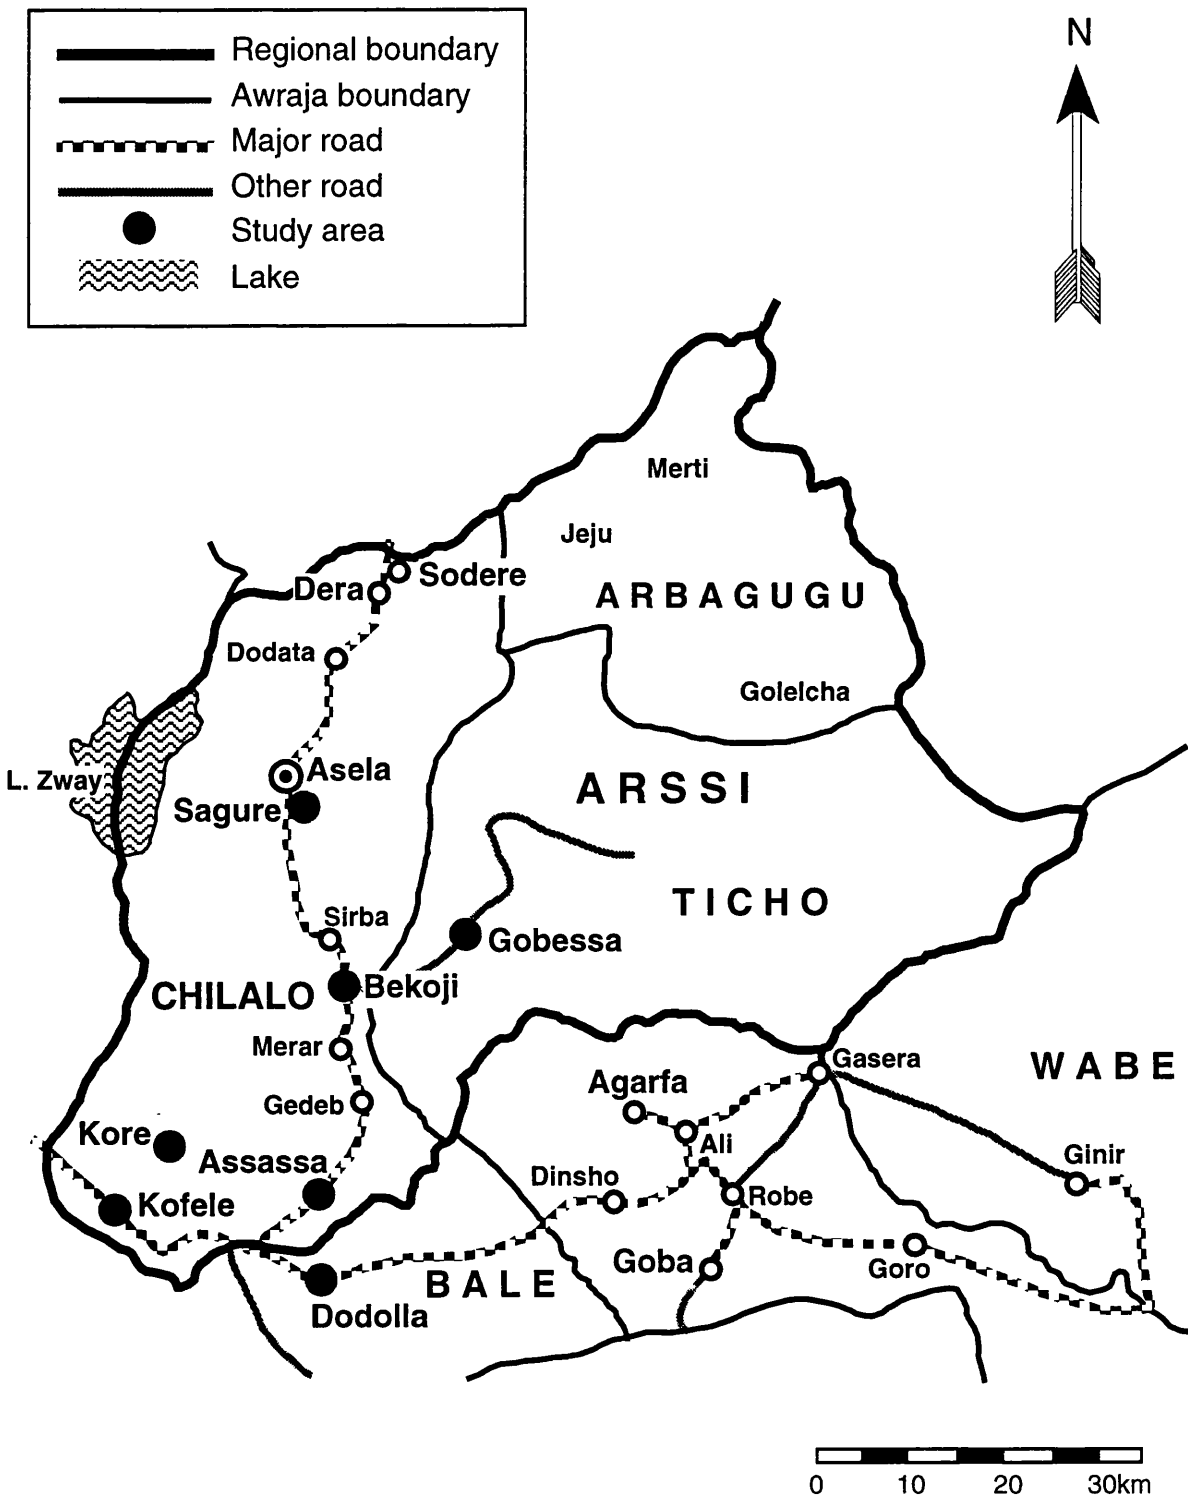 Regional boundary
Awraja boundary
Major road
Other road
Study area
Lake
N
Merti
Jeju
Sodere
Dera
ARBAGUGU
Dodata
Golelcha
L. Zway
Asela
ARSSI
Sagure
TICHO
Sirba
Gobessa
Bekoji
CHILALO
Merar
Gasera
WABE
Agarfa
Gedeb
Kore
Ali
Ginir
Assassa
Dinsho
Robe
Kofele
Goba
Goro
BALE
Dodolla
0 10 20 30km